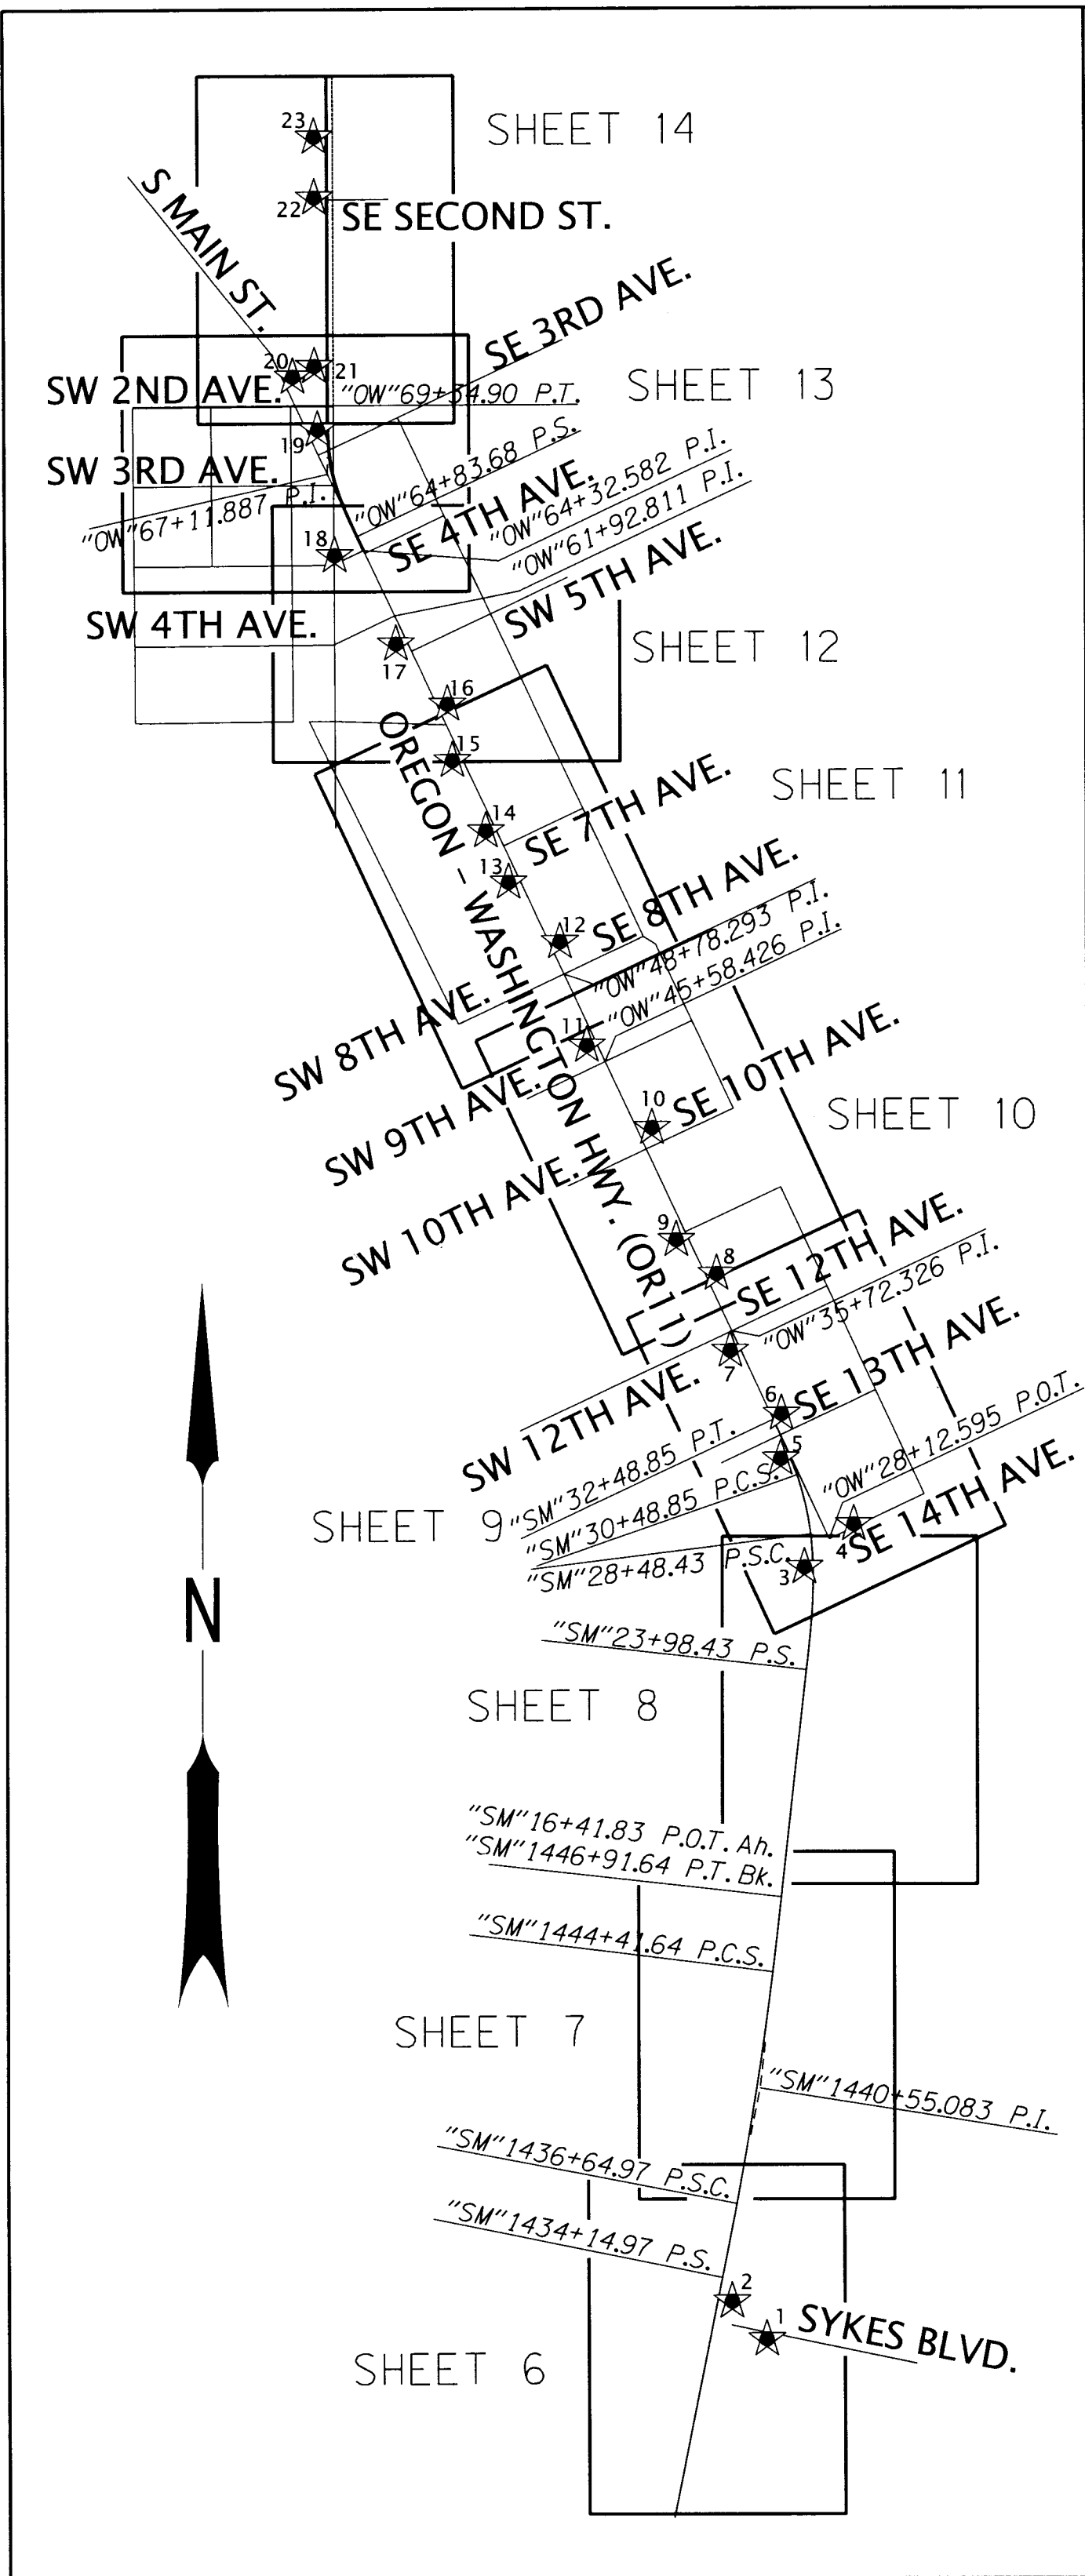 23
SHEET 14
22
SE SECOND ST.
S MAIN ST.
SE 3RD AVE.
20
21
SW 2ND AVE.
"OW"69+34.90 P.T.
SHEET 13
19
SW 3RD AVE.
"OW"64+83.68 P.S.
"OW"67+11.887 P.I.
SE 4TH AVE.
"OW"64+32.582 P.I.
"OW"61+92.811 P.I.
18
SW 5TH AVE.
SW 4TH AVE.
17
SHEET 12
16
OREGON - WASHINGTON HWY. (OR11)
15
SHEET 11
14
SE 7TH AVE.
13
12
SE 8TH AVE.
"OW"48+78.293 P.I.
"OW"45+58.426 P.I.
SW 8TH AVE.
11
SW 9TH AVE.
10
SE 10TH AVE.
SHEET 10
SW 10TH AVE.
9
8
SE 12TH AVE.
"OW"35+72.326 P.I.
7
SW 12TH AVE.
6
SE 13TH AVE.
"SM"32+48.85 P.T.
5
"SM"30+48.85 P.C.S.
"OW"28+12.595 P.O.T.
SHEET 9
4
SE 14TH AVE.
"SM"28+48.43 P.S.C.
3
"SM"23+98.43 P.S.
SHEET 8
N
"SM"16+41.83 P.O.T. Ah.
"SM"1446+91.64 P.T. Bk.
"SM"1444+41.64 P.C.S.
SHEET 7
"SM"1440+55.083 P.I.
"SM"1436+64.97 P.S.C.
"SM"1434+14.97 P.S.
2
1
SYKES BLVD.
SHEET 6